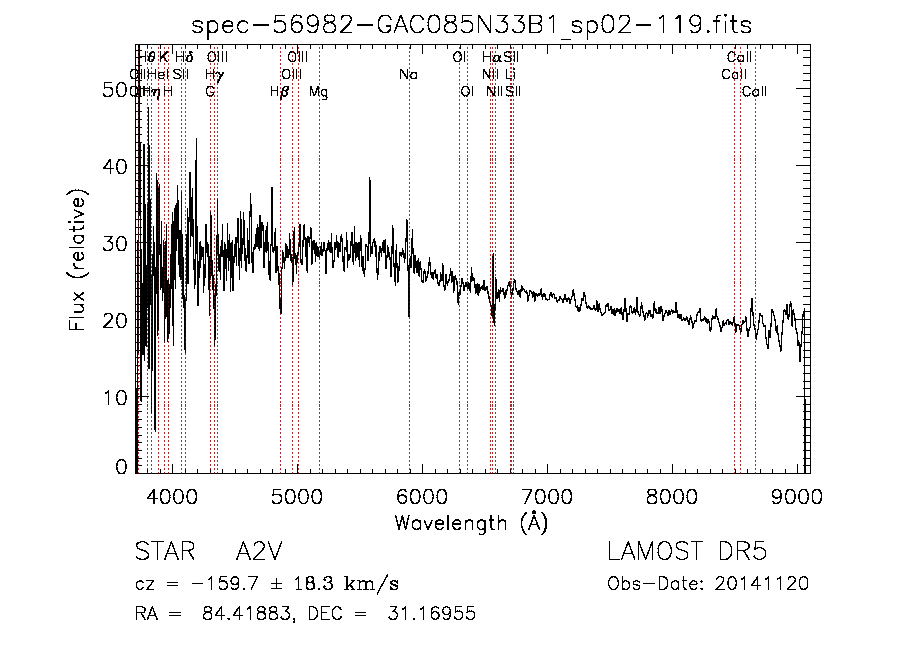 spec-56982-GAC085N33B1_sp02-119.fits
Hθ K Hδ OIII OIII OI Hα SII CaII
OII HeI SII Hγ OIII Na NII Li CaII
OII Hη H G Hβ Mg OI NII SII CaII
50
40
30
20
10
0
Flux (relative)
4000 5000 6000 7000 8000 9000
Wavelength (Å)
STAR A2V LAMOST DR5
cz = -159.7 ± 18.3 km/s Obs-Date: 20141120
RA = 84.41883, DEC = 31.16955